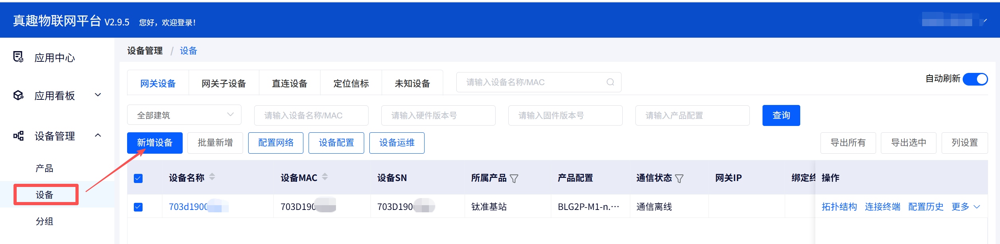 真趣物联网平台 V2.9.5 您好，欢迎登录！
应用中心
应用看板
设备管理
产品
设备
分组
设备管理 / 设备
网关设备 网关子设备 直连设备 定位信标 未知设备 请输入设备名称/MAC 自动刷新
全部建筑 请输入设备名称/MAC 请输入硬件版本号 请输入固件版本号 请输入产品配置 查询
新增设备 批量新增 配置网络 设备配置 设备运维 导出所有 导出选中 列设置
设备名称 设备MAC 设备SN 所属产品 产品配置 通信状态 网关IP 绑定终 操作
703d1900 703D190 703D190 钛准基站 BLG2P-M1-n.… 通信离线 拓扑结构 连接终端 配置历史 更多